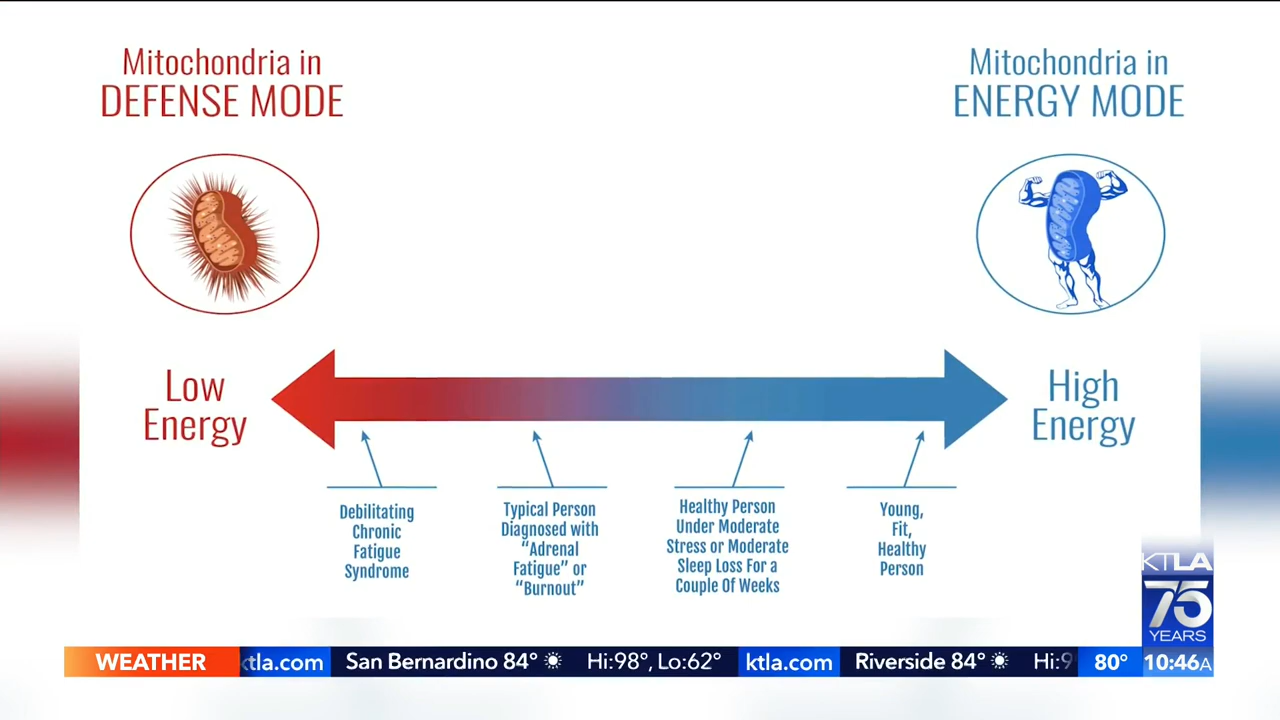 Mitochondria in
DEFENSE MODE
Mitochondria in
ENERGY MODE
Low
Energy
High
Energy
Debilitating
Chronic
Fatigue
Syndrome
Typical Person
Diagnosed with
“Adrenal
Fatigue” or
“Burnout”
Healthy Person
Under Moderate
Stress or Moderate
Sleep Loss For a
Couple Of Weeks
Young,
Fit,
Healthy
Person
KTLA
75
YEARS
WEATHER ktla.com San Bernardino 84° Hi:98°, Lo:62° ktla.com Riverside 84° Hi:9 80° 10:46A